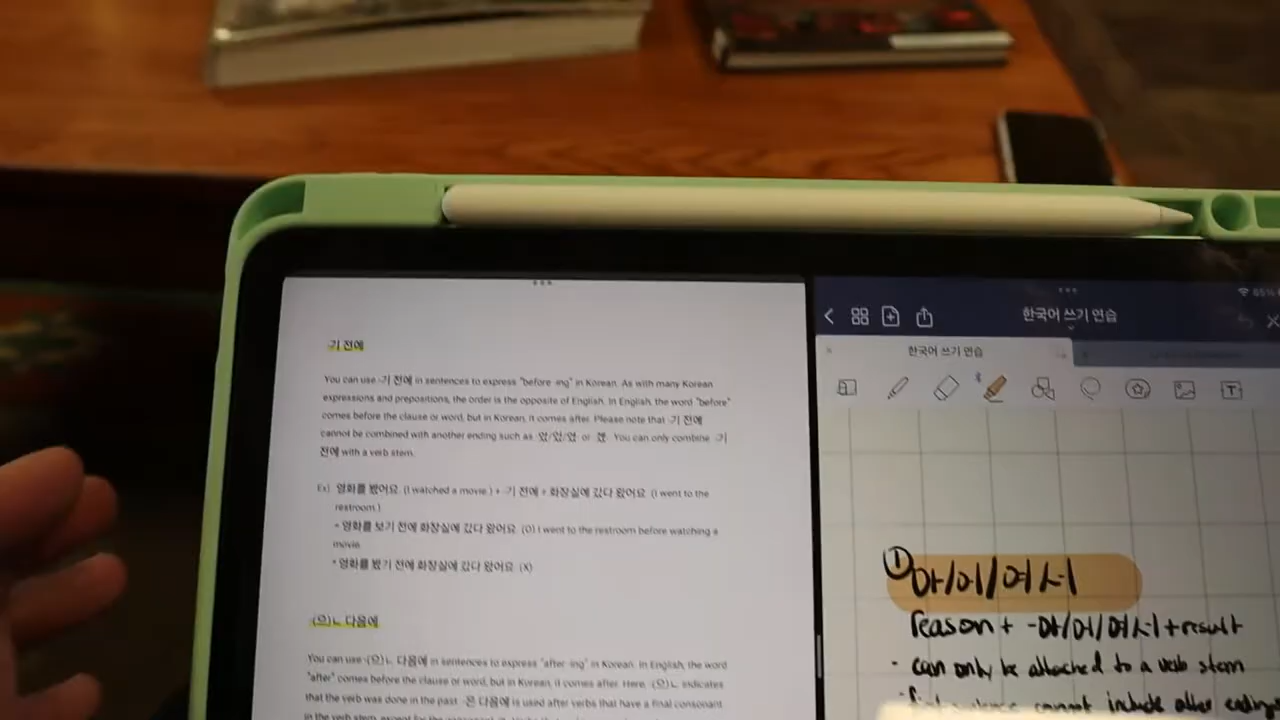 -기 전에
You can use -기 전에 in sentences to express "before -ing" in Korean. As with many Korean
expressions and prepositions, the order is the opposite of English. In English, the word "before"
comes before the clause or word, but in Korean, it comes after. Please note that -기 전에
cannot be combined with another ending such as -았/었/였- or -겠-. You can only combine -기
전에 with a verb stem.
Ex) 영화를 봤어요. (I watched a movie.) + -기 전에 + 화장실에 갔다 왔어요. (I went to the
restroom.)
영화를 보기 전에 화장실에 갔다 왔어요. (O) I went to the restroom before watching a
movie.
영화를 봤기 전에 화장실에 갔다 왔어요. (X)
-(으)ㄴ 다음에
You can use -(으)ㄴ 다음에 in sentences to express "after -ing" in Korean. In English, the word
"after" comes before the clause or word, but in Korean, it comes after. Here, -(으)ㄴ indicates
that the verb was done in the past. -은 다음에 is used after verbs that have a final consonant
in the verb stem, except for the consonant
85%
한국어 쓰기 연습
한국어 쓰기 연습
① 아/어/여서
reason + -아/어/여서 + result
- can only be attached to a verb stem
cannot include other